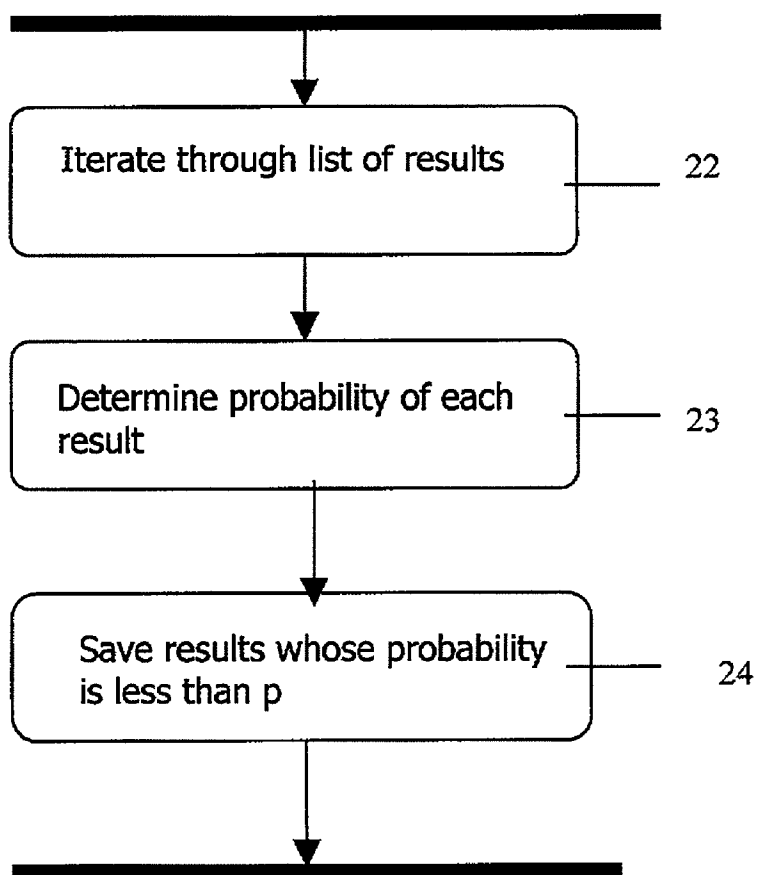 Iterate through list of results
22
Determine probability of each
result
23
Save results whose probability
is less than p
24